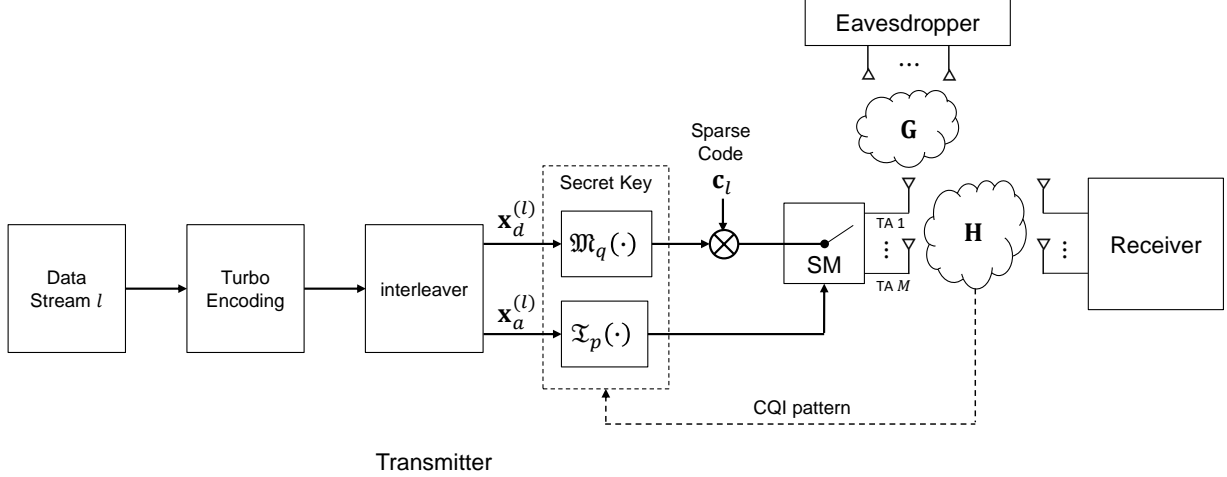 Eavesdropper
...
𝐆
Sparse
Code
𝐜_l
Secret Key
𝐱_d^(l)
𝔐_q(·)
Data
Stream l
Turbo
Encoding
interleaver
𝐱_a^(l)
𝔗_p(·)
SM
TA 1
⋮
TA M
𝐇
⋮
Receiver
CQI pattern
Transmitter